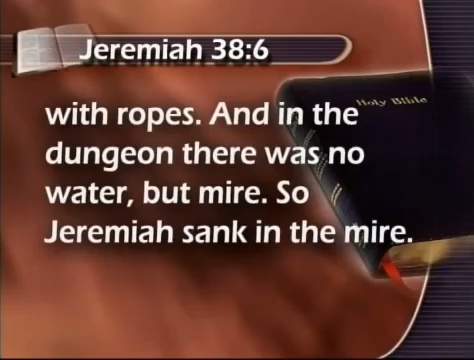 Jeremiah 38:6
Holy Bible
with ropes. And in the
dungeon there was no
water, but mire. So
Jeremiah sank in the mire.